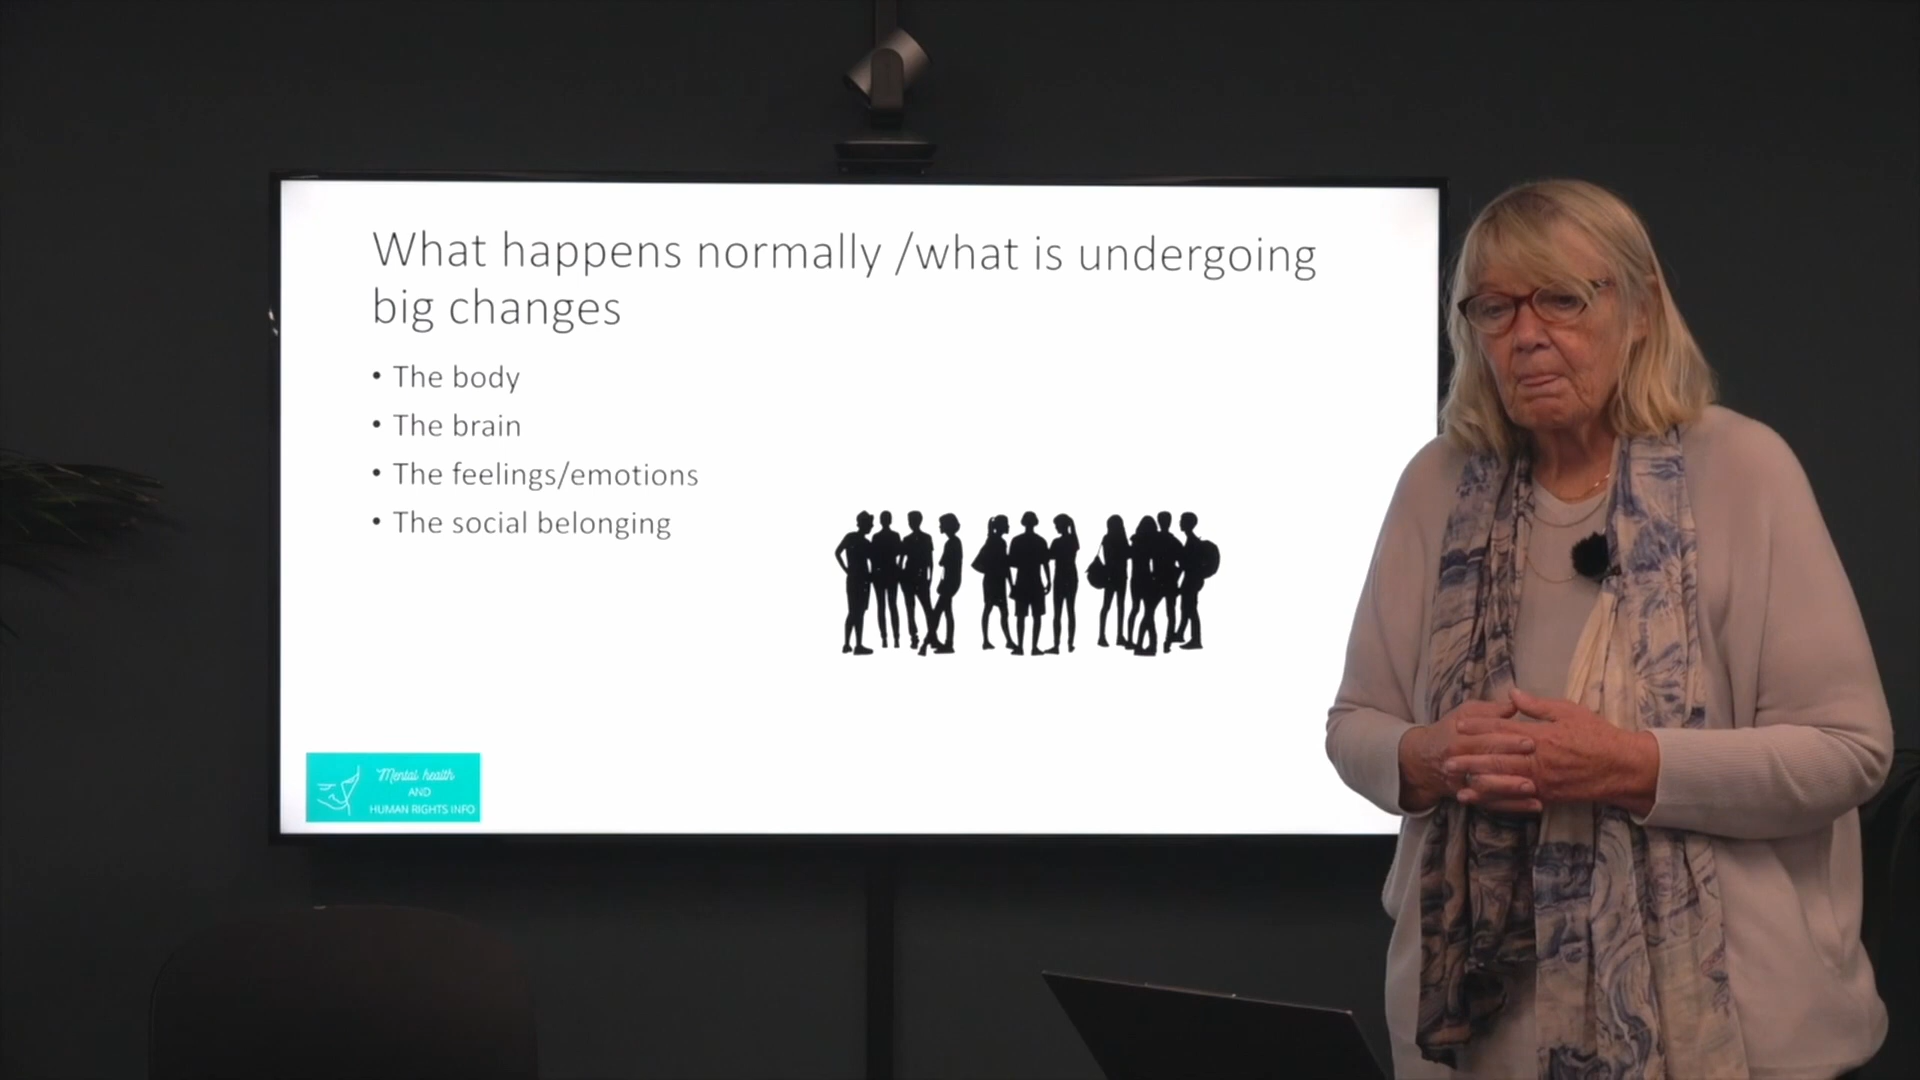 What happens normally /what is undergoing
big changes
• The body
• The brain
• The feelings/emotions
• The social belonging
Mental health
AND
HUMAN RIGHTS INFO